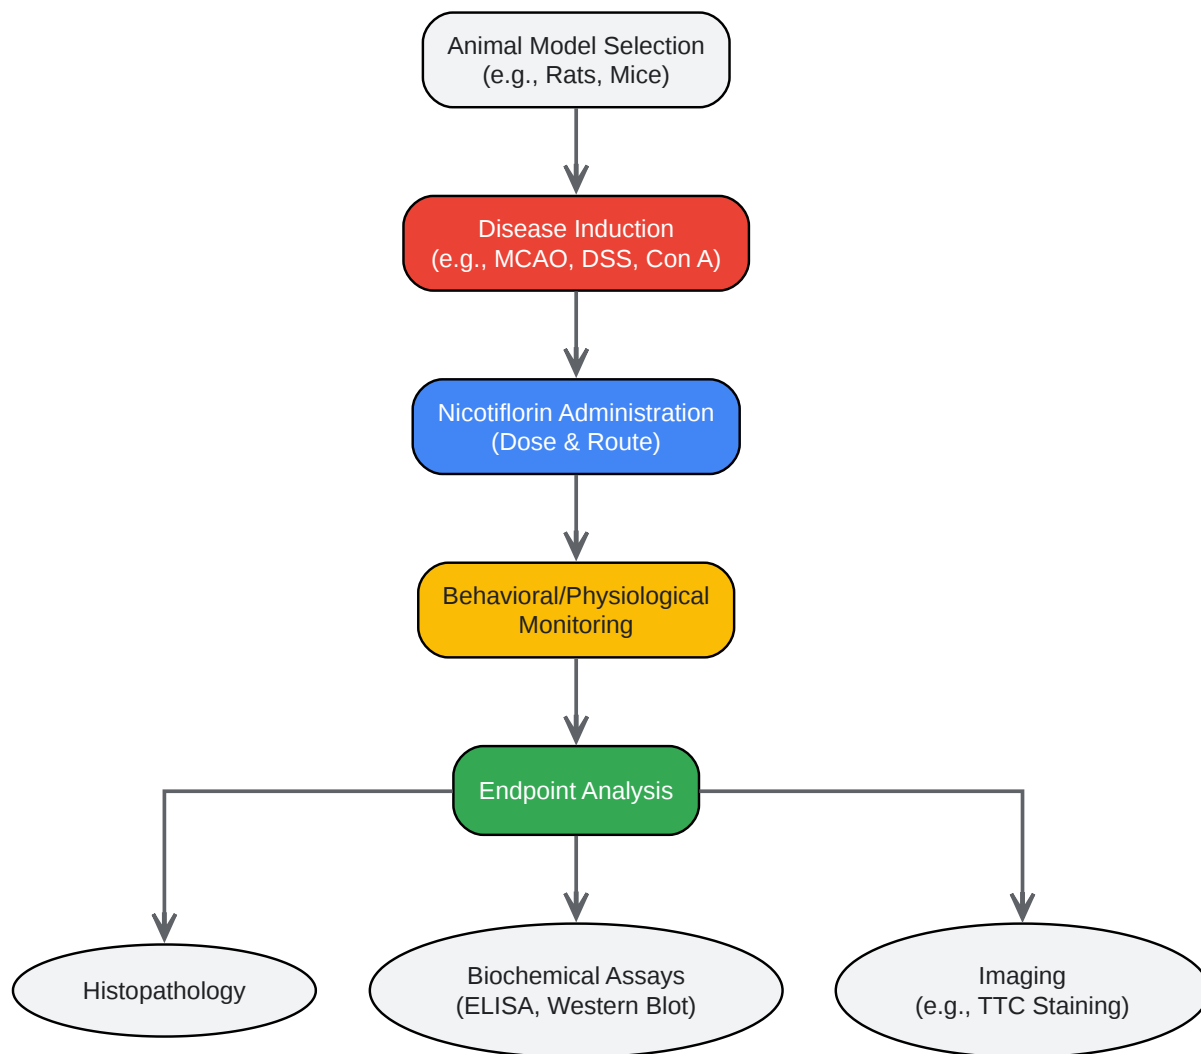 Animal Model Selection
(e.g., Rats, Mice)
Disease Induction
(e.g., MCAO, DSS, Con A)
Nicotiflorin Administration
(Dose & Route)
Behavioral/Physiological
Monitoring
Endpoint Analysis
Histopathology
Biochemical Assays
(ELISA, Western Blot)
Imaging
(e.g., TTC Staining)